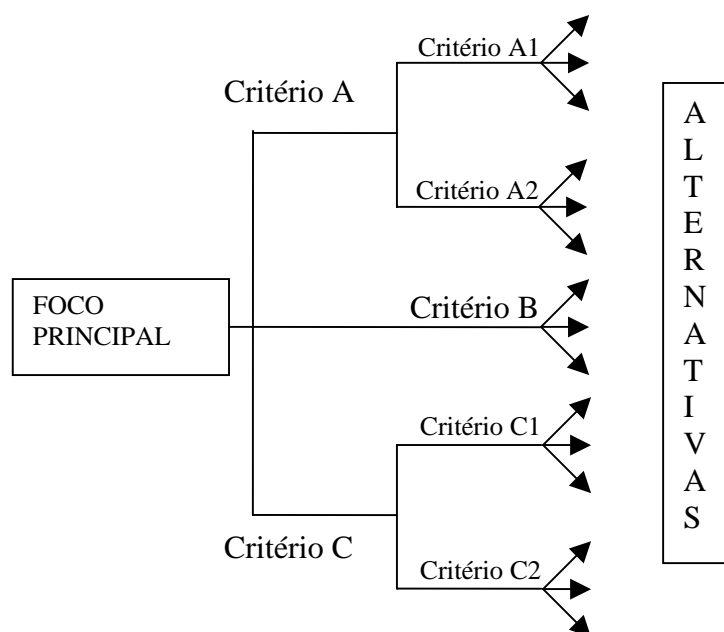 Critério A1
Critério A
Critério A2
FOCO
PRINCIPAL
Critério B
Critério C1
Critério C
Critério C2
A
L
T
E
R
N
A
T
I
V
A
S